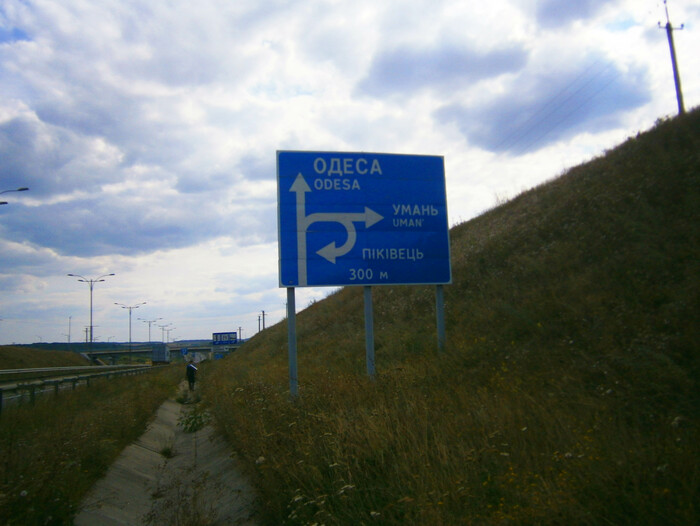 ОДЕСА
ODESA
УМАНЬ
UMAN'
ПІКІВЕЦЬ
300 м